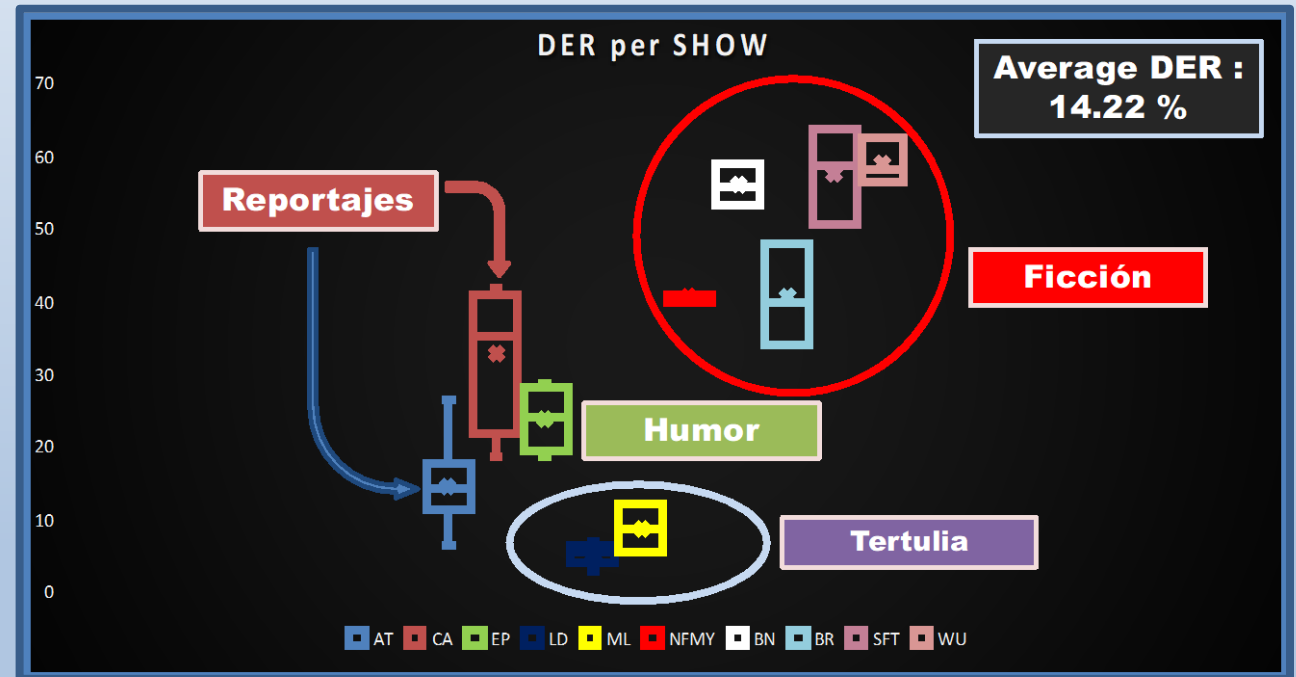 DER per SHOW
Average DER :
14.22 %
70
60
50
40
30
20
10
0
Reportajes
Ficción
Humor
Tertulia
AT CA EP LD ML NFMY BN BR SFT WU